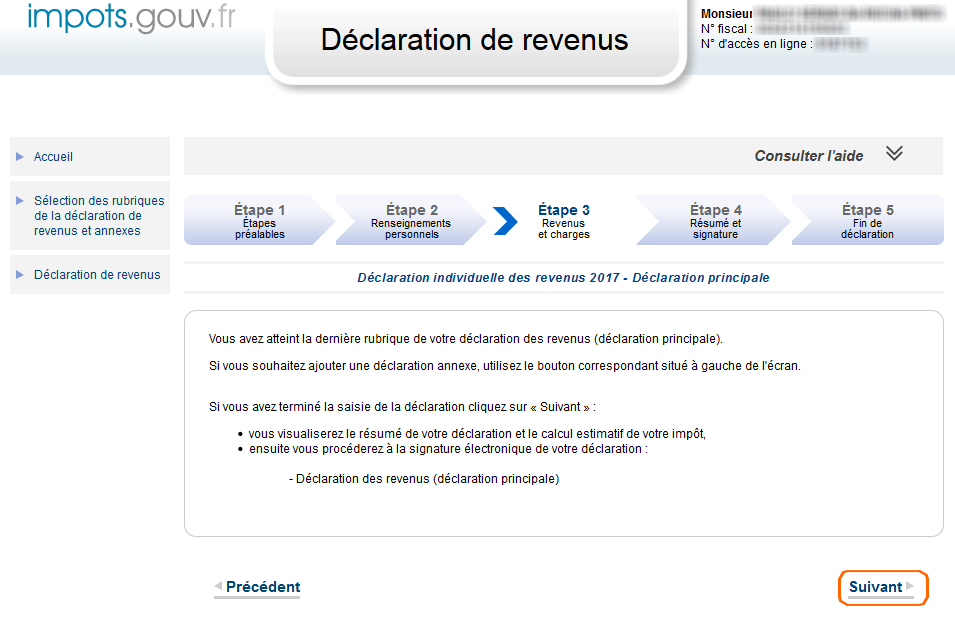 impots.gouv.fr
Déclaration de revenus
Monsieur
N° fiscal :
N° d'accès en ligne :
Accueil
Sélection des rubriques
de la déclaration de
revenus et annexes
Déclaration de revenus
Consulter l'aide
Étape 1
Étapes
préalables
Étape 2
Renseignements
personnels
Étape 3
Revenus
et charges
Étape 4
Résumé et
signature
Étape 5
Fin de
déclaration
Déclaration individuelle des revenus 2017 - Déclaration principale
Vous avez atteint la dernière rubrique de votre déclaration des revenus (déclaration principale).
Si vous souhaitez ajouter une déclaration annexe, utilisez le bouton correspondant situé à gauche de l'écran.
Si vous avez terminé la saisie de la déclaration cliquez sur « Suivant » :
• vous visualiserez le résumé de votre déclaration et le calcul estimatif de votre impôt,
• ensuite vous procéderez à la signature électronique de votre déclaration :
- Déclaration des revenus (déclaration principale)
Précédent
Suivant